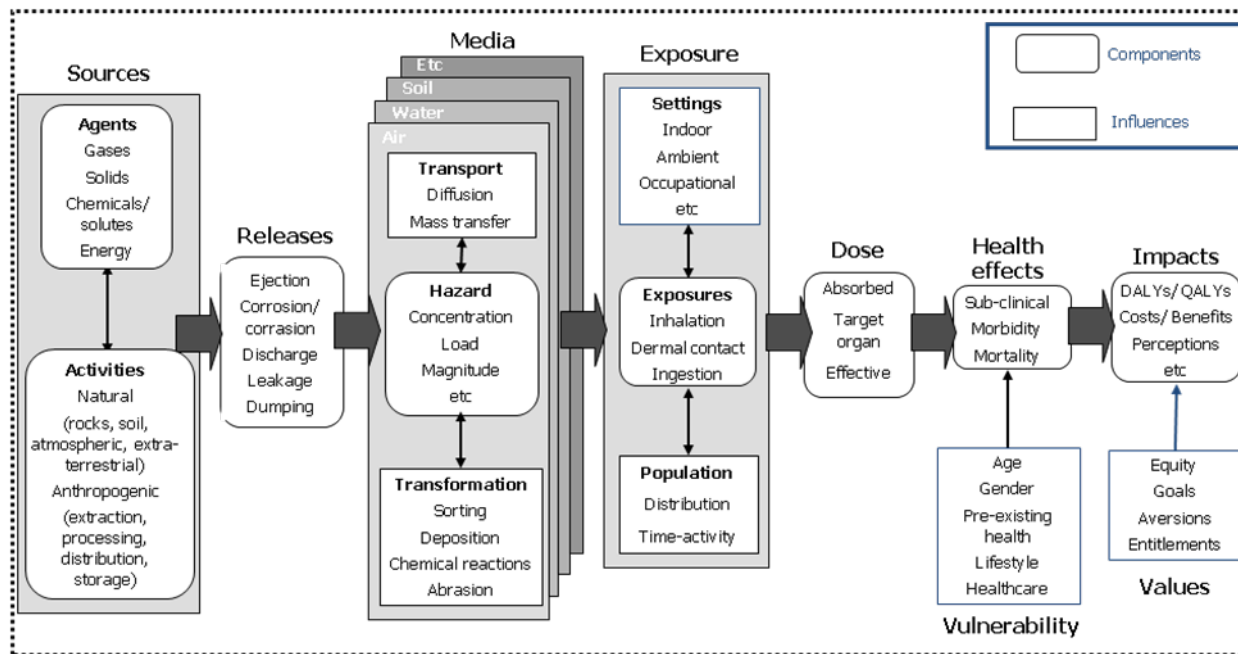 Sources
Agents
Gases
Solids
Chemicals/
solutes
Energy
Activities
Natural
(rocks, soil,
atmospheric, extra-
terrestrial)
Anthropogenic
(extraction,
processing,
distribution,
storage)
Releases
Ejection
Corrosion/
corrasion
Discharge
Leakage
Dumping
Media
Etc
Soil
Water
Air
Transport
Diffusion
Mass transfer
Hazard
Concentration
Load
Magnitude
etc
Transformation
Sorting
Deposition
Chemical reactions
Abrasion
Exposure
Settings
Indoor
Ambient
Occupational
etc
Exposures
Inhalation
Dermal contact
Ingestion
Population
Distribution
Time-activity
Dose
Absorbed
Target
organ
Effective
Health
effects
Sub-clinical
Morbidity
Mortality
Age
Gender
Pre-existing
health
Lifestyle
Healthcare
Vulnerability
Impacts
DALYs/ QALYs
Costs/ Benefits
Perceptions
etc
Equity
Goals
Aversions
Entitlements
Values
Components
Influences